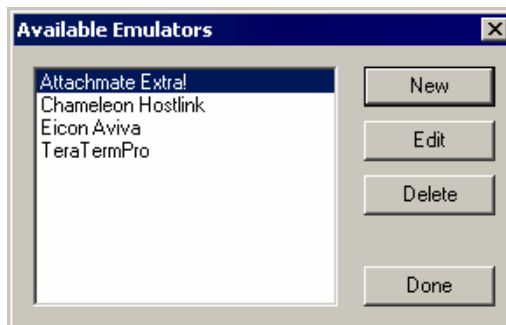 Available Emulators
Attachmate Extra!
Chameleon Hostlink
Eicon Aviva
TeraTermPro
New
Edit
Delete
Done